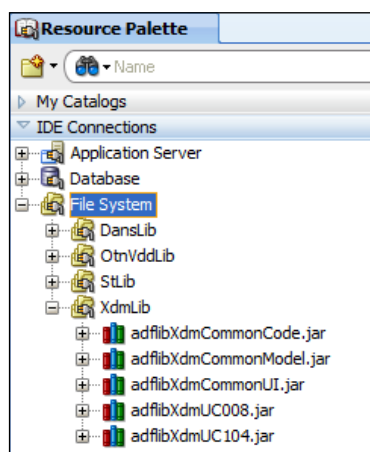 Resource Palette
Name
My Catalogs
IDE Connections
Application Server
Database
File System
DansLib
OtnVddLib
StLib
XdmLib
adflibXdmCommonCode.jar
adflibXdmCommonModel.jar
adflibXdmCommonUI.jar
adflibXdmUC008.jar
adflibXdmUC104.jar